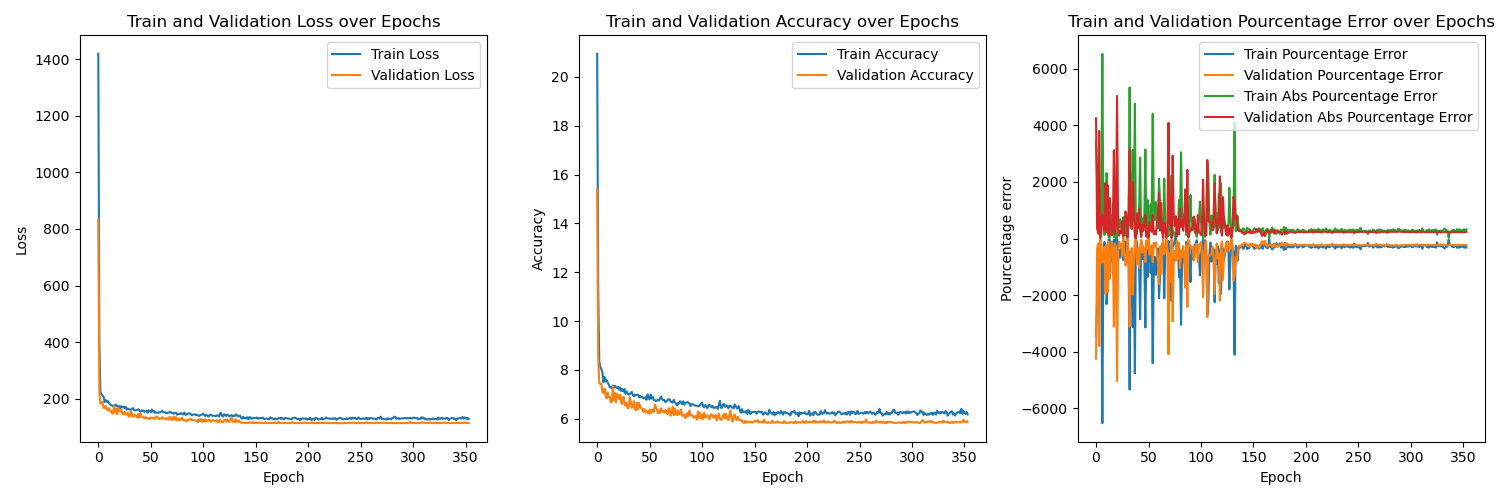 Train and Validation Loss over Epochs
Train Loss
Validation Loss
1400
1200
1000
800
600
400
200
Loss
0 50 100 150 200 250 300 350
Epoch
Train and Validation Accuracy over Epochs
Train Accuracy
Validation Accuracy
20
18
16
14
12
10
8
6
Accuracy
0 50 100 150 200 250 300 350
Epoch
Train and Validation Pourcentage Error over Epochs
Train Pourcentage Error
Validation Pourcentage Error
Train Abs Pourcentage Error
Validation Abs Pourcentage Error
6000
4000
2000
0
−2000
−4000
−6000
Pourcentage error
0 50 100 150 200 250 300 350
Epoch